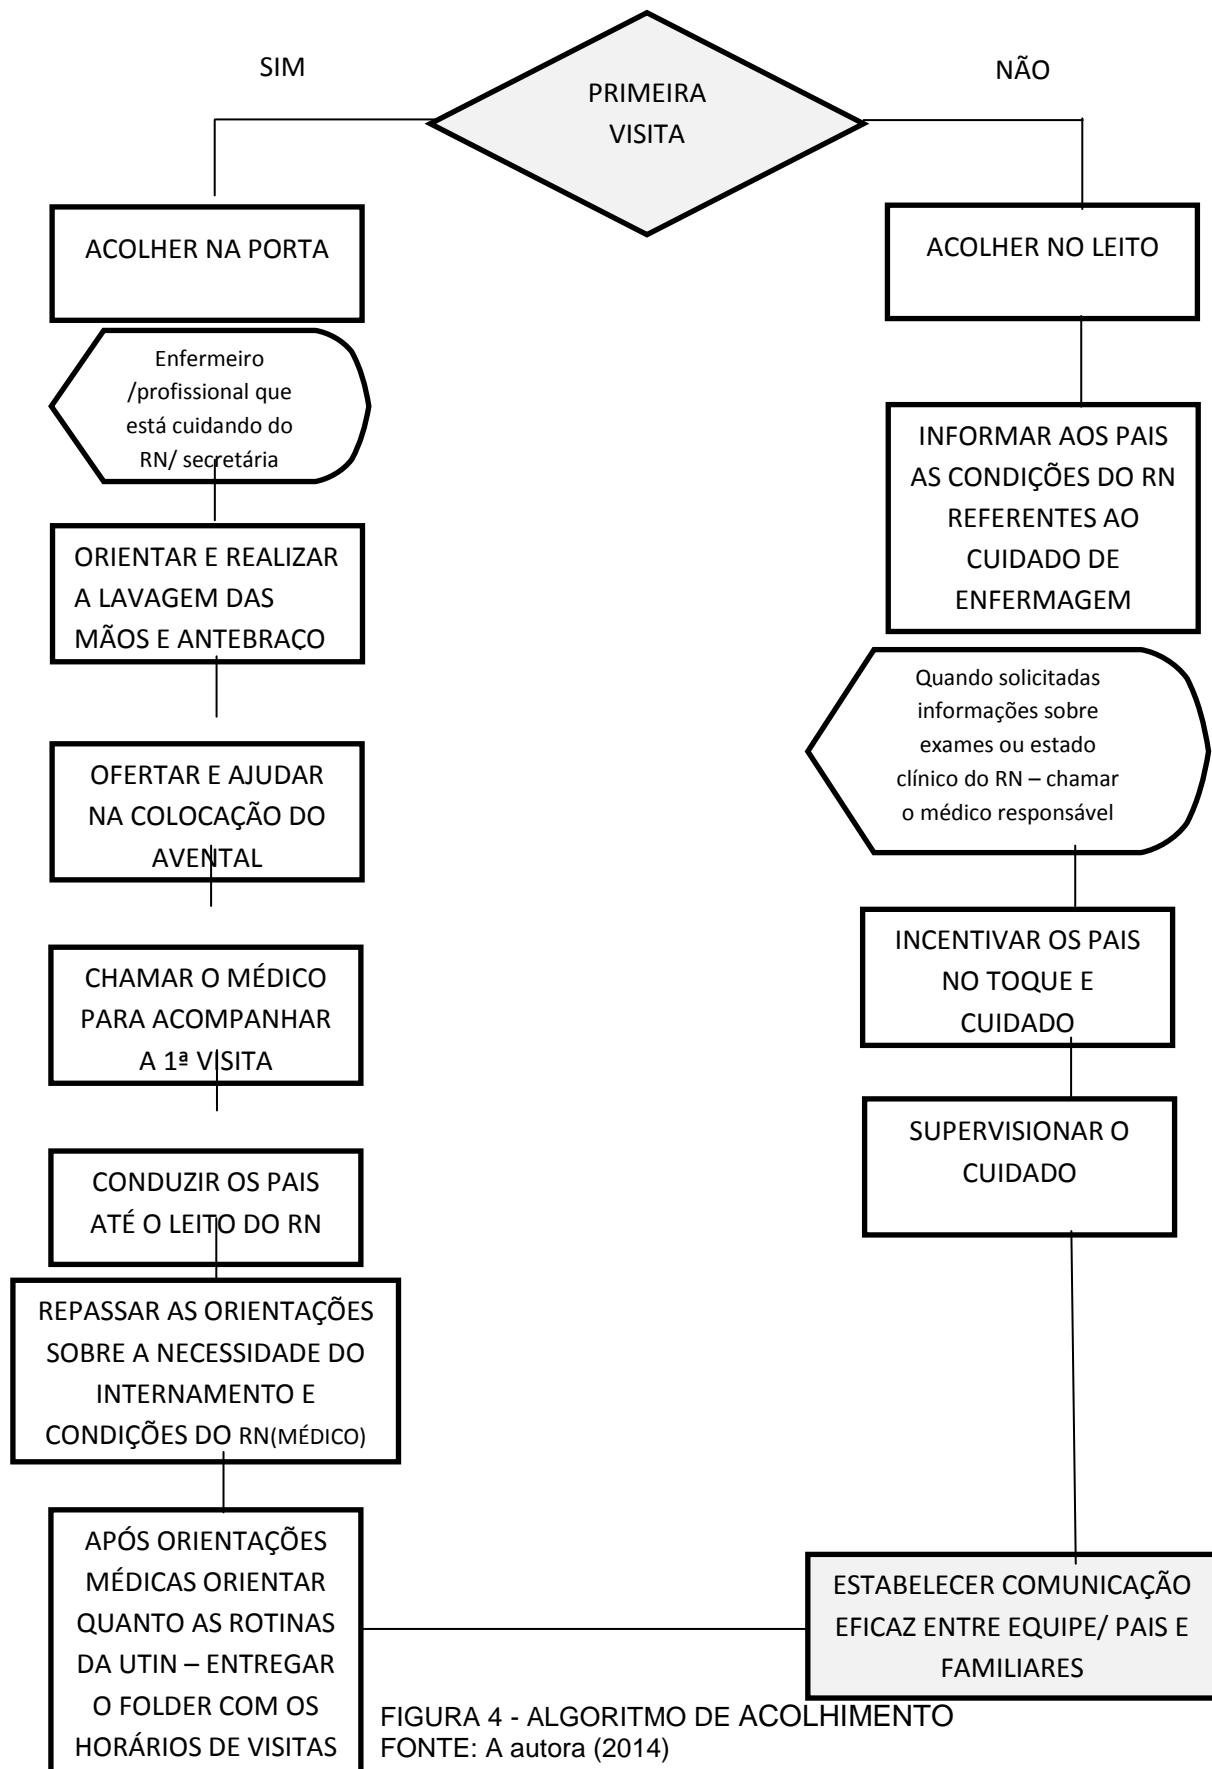 SIM
PRIMEIRA
VISITA
NÃO
ACOLHER NA PORTA
Enfermeiro
/profissional que
está cuidando do
RN/ secretária
ORIENTAR E REALIZAR
A LAVAGEM DAS
MÃOS E ANTEBRAÇO
OFERTAR E AJUDAR
NA COLOCAÇÃO DO
AVENTAL
CHAMAR O MÉDICO
PARA ACOMPANHAR
A 1ª VISITA
CONDUZIR OS PAIS
ATÉ O LEITO DO RN
REPASSAR AS ORIENTAÇÕES
SOBRE A NECESSIDADE DO
INTERNAMENTO E
CONDIÇÕES DO RN(MÉDICO)
APÓS ORIENTAÇÕES
MÉDICAS ORIENTAR
QUANTO AS ROTINAS
DA UTIN – ENTREGAR
O FOLDER COM OS
HORÁRIOS DE VISITAS
ACOLHER NO LEITO
INFORMAR AOS PAIS
AS CONDIÇÕES DO RN
REFERENTES AO
CUIDADO DE
ENFERMAGEM
Quando solicitadas
informações sobre
exames ou estado
clínico do RN – chamar
o médico responsável
INCENTIVAR OS PAIS
NO TOQUE E
CUIDADO
SUPERVISIONAR O
CUIDADO
ESTABELECER COMUNICAÇÃO
EFICAZ ENTRE EQUIPE/ PAIS E
FAMILIARES
FIGURA 4 - ALGORITMO DE ACOLHIMENTO
FONTE: A autora (2014)